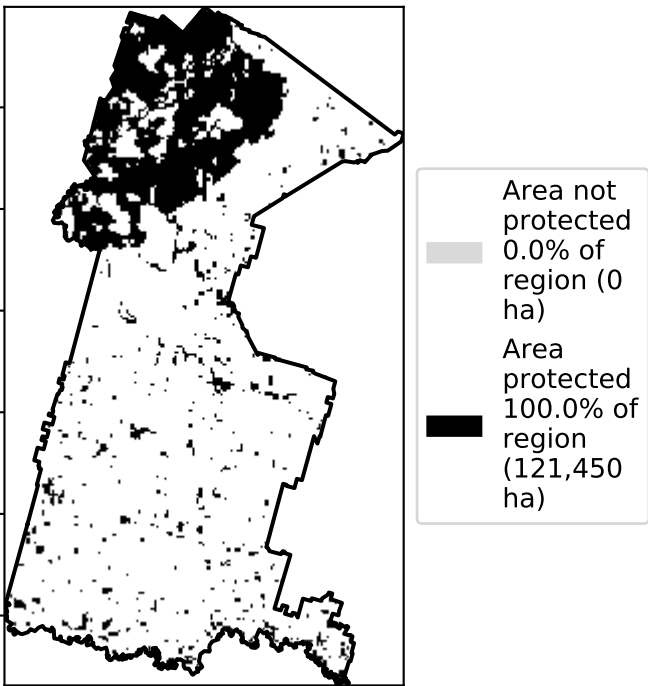 Area not
protected
0.0% of
region (0
ha)
Area
protected
100.0% of
region
(121,450
ha)